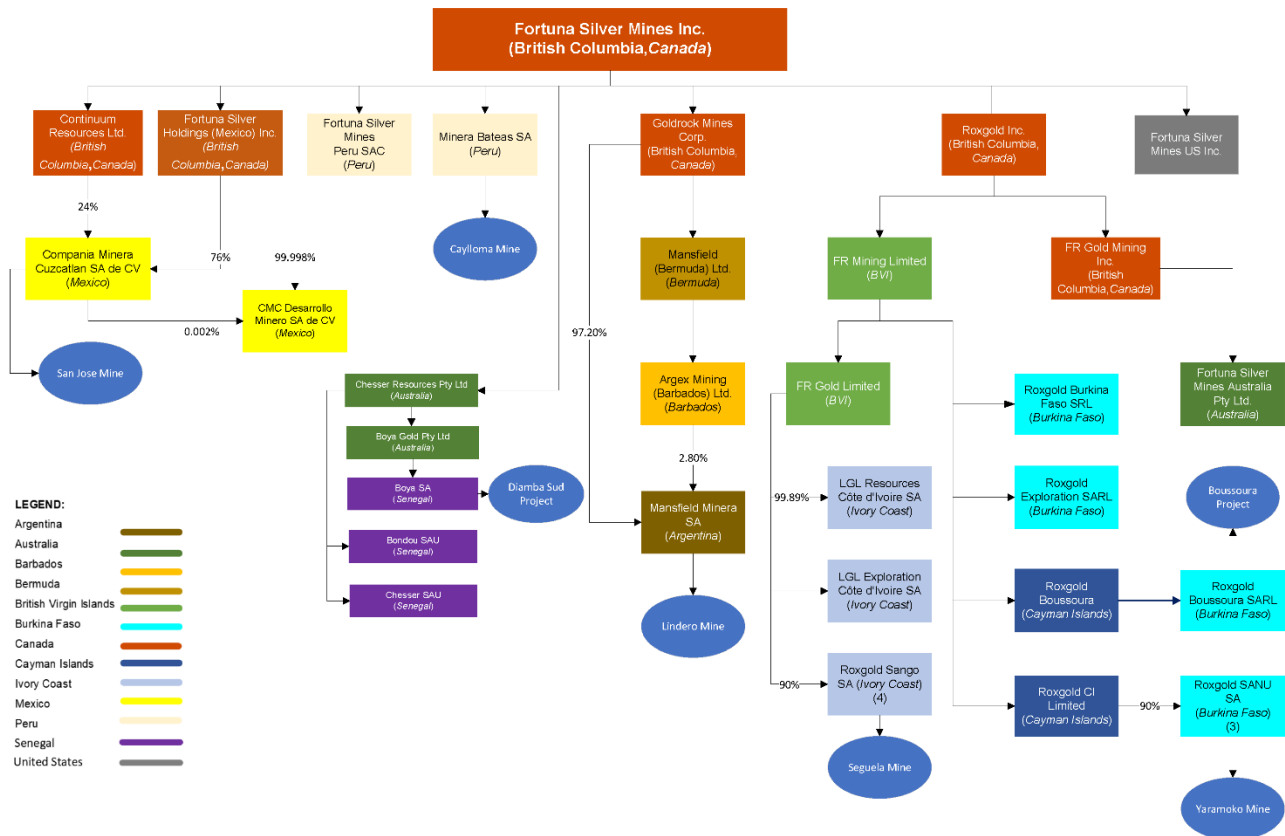 Fortuna Silver Mines Inc.
(British Columbia,Canada)
Continuum
Resources Ltd.
(British
Columbia,Canada)
Fortuna Silver
Holdings (Mexico) Inc.
(British
Columbia,Canada)
Fortuna Silver
Mines
Peru SAC
(Peru)
Minera Bateas SA
(Peru)
Goldrock Mines
Corp.
(British Columbia,
Canada)
Roxgold Inc.
(British Columbia,
Canada)
Fortuna Silver
Mines US Inc.
24%
Compania Minera
Cuzcatlan SA de CV
(Mexico)
76%
99.998%
CMC Desarrollo
Minero SA de CV
(Mexico)
0.002%
San Jose Mine
Caylloma Mine
Mansfield
(Bermuda) Ltd.
(Bermuda)
FR Mining Limited
(BVI)
FR Gold Mining
Inc.
(British
Columbia,Canada)
97.20%
Chesser Resources Pty Ltd
(Australia)
Boya Gold Pty Ltd
(Australia)
Boya SA
(Senegal)
Diamba Sud
Project
Bondou SAU
(Senegal)
Chesser SAU
(Senegal)
Argex Mining
(Barbados) Ltd.
(Barbados)
2.80%
Mansfield Minera
SA
(Argentina)
Lindero Mine
FR Gold Limited
(BVI)
99.89%
LGL Resources
Côte d'Ivoire SA
(Ivory Coast)
LGL Exploration
Côte d'Ivoire SA
(Ivory Coast)
90%
Roxgold Sango
SA (Ivory Coast)
(4)
Seguela Mine
Roxgold Burkina
Faso SRL
(Burkina Faso)
Roxgold
Exploration SARL
(Burkina Faso)
Roxgold
Boussoura
(Cayman Islands)
Roxgold CI
Limited
(Cayman Islands)
90%
Fortuna Silver
Mines Australia
Pty Ltd.
(Australia)
Boussoura
Project
Roxgold
Boussoura SARL
(Burkina Faso)
Roxgold SANU
SA
(Burkina Faso)
(3)
Yaramoko Mine
LEGEND:
Argentina
Australia
Barbados
Bermuda
British Virgin Islands
Burkina Faso
Canada
Cayman Islands
Ivory Coast
Mexico
Peru
Senegal
United States